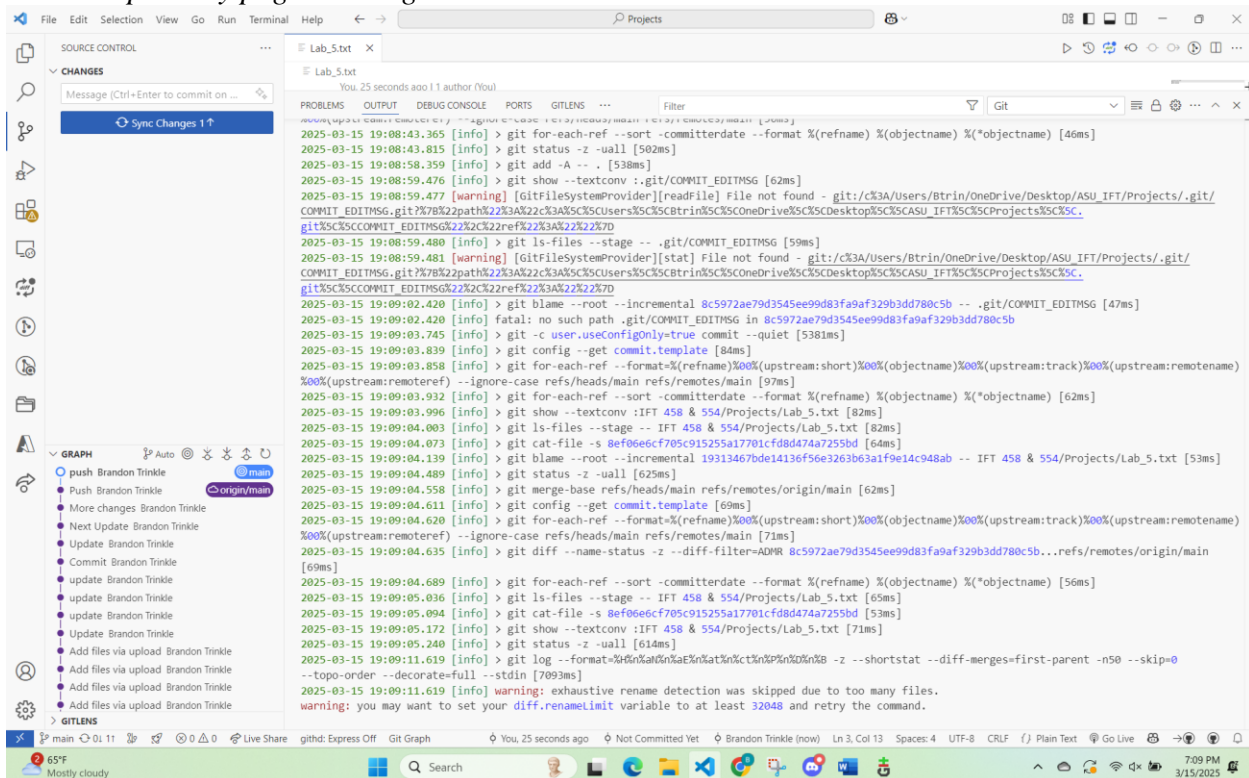 File Edit Selection View Go Run Terminal Help
Projects
SOURCE CONTROL
CHANGES
Message (Ctrl+Enter to commit on ...
Sync Changes 1↑
GRAPH
Auto
push Brandon Trinkle main
Push Brandon Trinkle origin/main
More changes Brandon Trinkle
Next Update Brandon Trinkle
Update Brandon Trinkle
Commit Brandon Trinkle
update Brandon Trinkle
update Brandon Trinkle
update Brandon Trinkle
Update Brandon Trinkle
Add files via upload Brandon Trinkle
Add files via upload Brandon Trinkle
Add files via upload Brandon Trinkle
Add files via upload Brandon Trinkle
GITLENS
Lab_5.txt
Lab_5.txt
You, 25 seconds ago | 1 author (You)
PROBLEMS OUTPUT DEBUG CONSOLE PORTS GITLENS ... Filter Git
%00%(upstream:remoteref) --ignore-case refs/heads/main refs/remotes/main [50ms]
2025-03-15 19:08:43.365 [info] > git for-each-ref --sort -committerdate --format %(refname) %(objectname) %(*objectname) [46ms]
2025-03-15 19:08:43.815 [info] > git status -z -uall [502ms]
2025-03-15 19:08:58.359 [info] > git add -A -- . [538ms]
2025-03-15 19:08:59.476 [info] > git show --textconv :.git/COMMIT_EDITMSG [62ms]
2025-03-15 19:08:59.477 [warning] [GitFileSystemProvider][readFile] File not found - git:/c%3A/Users/Btrin/OneDrive/Desktop/ASU_IFT/Projects/.git/
COMMIT_EDITMSG.git?%7B%22path%22%3A%22c%3A%5C%5CUsers%5C%5CBtrin%5C%5COneDrive%5C%5CDesktop%5C%5CASU_IFT%5C%5CProjects%5C%5C.
git%5C%5CCOMMIT_EDITMSG%22%2C%22ref%22%3A%22%22%7D
2025-03-15 19:08:59.480 [info] > git ls-files --stage -- .git/COMMIT_EDITMSG [59ms]
2025-03-15 19:08:59.481 [warning] [GitFileSystemProvider][stat] File not found - git:/c%3A/Users/Btrin/OneDrive/Desktop/ASU_IFT/Projects/.git/
COMMIT_EDITMSG.git?%7B%22path%22%3A%22c%3A%5C%5CUsers%5C%5CBtrin%5C%5COneDrive%5C%5CDesktop%5C%5CASU_IFT%5C%5CProjects%5C%5C.
git%5C%5CCOMMIT_EDITMSG%22%2C%22ref%22%3A%22%22%7D
2025-03-15 19:09:02.420 [info] > git blame --root --incremental 8c5972ae79d3545ee99d83fa9af329b3dd780c5b -- .git/COMMIT_EDITMSG [47ms]
2025-03-15 19:09:02.420 [info] fatal: no such path .git/COMMIT_EDITMSG in 8c5972ae79d3545ee99d83fa9af329b3dd780c5b
2025-03-15 19:09:03.745 [info] > git -c user.useConfigOnly=true commit --quiet [5381ms]
2025-03-15 19:09:03.839 [info] > git config --get commit.template [84ms]
2025-03-15 19:09:03.858 [info] > git for-each-ref --format=%(refname)%00%(upstream:short)%00%(objectname)%00%(upstream:track)%00%(upstream:remotename)
%00%(upstream:remoteref) --ignore-case refs/heads/main refs/remotes/main [97ms]
2025-03-15 19:09:03.932 [info] > git for-each-ref --sort -committerdate --format %(refname) %(objectname) %(*objectname) [62ms]
2025-03-15 19:09:03.996 [info] > git show --textconv :IFT 458 & 554/Projects/Lab_5.txt [82ms]
2025-03-15 19:09:04.003 [info] > git ls-files --stage -- IFT 458 & 554/Projects/Lab_5.txt [82ms]
2025-03-15 19:09:04.073 [info] > git cat-file -s 8ef06e6cf705c915255a17701cfd8d474a7255bd [64ms]
2025-03-15 19:09:04.139 [info] > git blame --root --incremental 19313467bde14136f56e3263b63a1f9e14c948ab -- IFT 458 & 554/Projects/Lab_5.txt [53ms]
2025-03-15 19:09:04.489 [info] > git status -z -uall [625ms]
2025-03-15 19:09:04.558 [info] > git merge-base refs/heads/main refs/remotes/origin/main [62ms]
2025-03-15 19:09:04.611 [info] > git config --get commit.template [69ms]
2025-03-15 19:09:04.620 [info] > git for-each-ref --format=%(refname)%00%(upstream:short)%00%(objectname)%00%(upstream:track)%00%(upstream:remotename)
%00%(upstream:remoteref) --ignore-case refs/heads/main refs/remotes/main [71ms]
2025-03-15 19:09:04.635 [info] > git diff --name-status -z --diff-filter=ADMR 8c5972ae79d3545ee99d83fa9af329b3dd780c5b...refs/remotes/origin/main
[69ms]
2025-03-15 19:09:04.689 [info] > git for-each-ref --sort -committerdate --format %(refname) %(objectname) %(*objectname) [56ms]
2025-03-15 19:09:05.036 [info] > git ls-files --stage -- IFT 458 & 554/Projects/Lab_5.txt [65ms]
2025-03-15 19:09:05.094 [info] > git cat-file -s 8ef06e6cf705c915255a17701cfd8d474a7255bd [53ms]
2025-03-15 19:09:05.172 [info] > git show --textconv :IFT 458 & 554/Projects/Lab_5.txt [71ms]
2025-03-15 19:09:05.240 [info] > git status -z -uall [614ms]
2025-03-15 19:09:11.619 [info] > git log --format=%H%n%aN%n%aE%n%at%n%ct%n%P%n%D%n%B -z --shortstat --diff-merges=first-parent -n50 --skip=0
--topo-order --decorate=full --stdin [7093ms]
2025-03-15 19:09:11.619 [info] warning: exhaustive rename detection was skipped due to too many files.
warning: you may want to set your diff.renameLimit variable to at least 32048 and retry the command.
main 0↓ 1↑ 0 0 0 Live Share githd: Express Off Git Graph You, 25 seconds ago Not Committed Yet Brandon Trinkle (now) Ln 3, Col 13 Spaces: 4 UTF-8 CRLF {} Plain Text Go Live
2
65°F
Mostly cloudy
Search
7:09 PM
3/15/2025